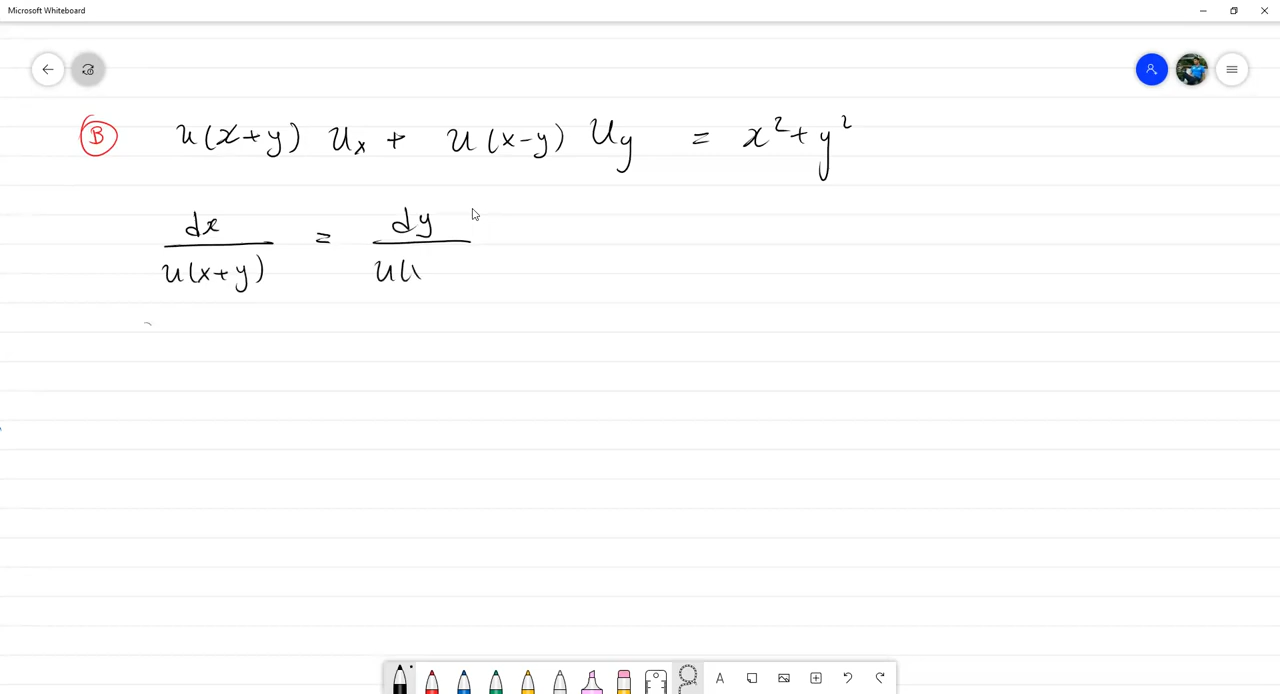 Microsoft Whiteboard
B u(x+y) Ux + u(x-y) Uy = x² + y²
dx = dy
u(x+y) u(
A